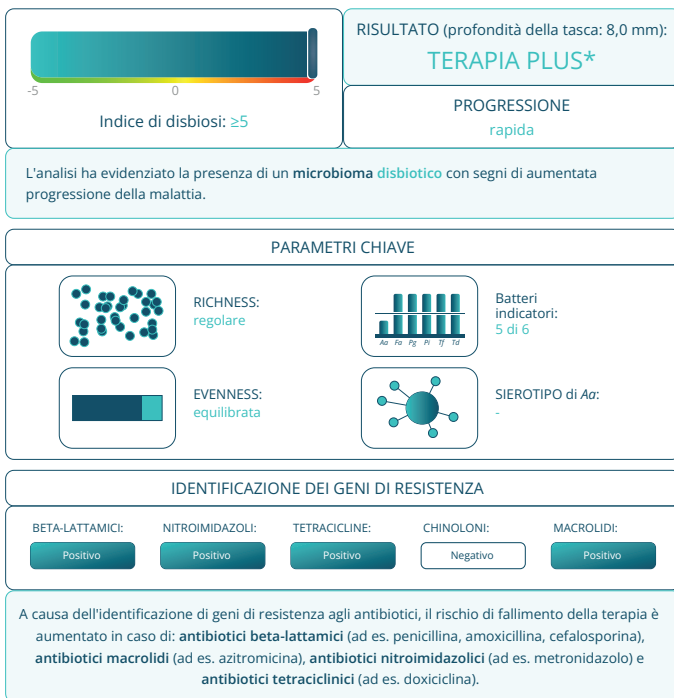 -5
0
5
Indice di disbiosi: ≥5
RISULTATO (profondità della tasca: 8,0 mm):
TERAPIA PLUS*
PROGRESSIONE
rapida
L'analisi ha evidenziato la presenza di un microbioma disbiotico con segni di aumentata
progressione della malattia.
PARAMETRI CHIAVE
RICHNESS:
regolare
Aa Fa Pg Pi Tf Td
Batteri
indicatori:
5 di 6
EVENNESS:
equilibrata
SIEROTIPO di Aa:
-
IDENTIFICAZIONE DEI GENI DI RESISTENZA
BETA-LATTAMICI:
Positivo
NITROIMIDAZOLI:
Positivo
TETRACICLINE:
Positivo
CHINOLONI:
Negativo
MACROLIDI:
Positivo
A causa dell'identificazione di geni di resistenza agli antibiotici, il rischio di fallimento della terapia è
aumentato in caso di: antibiotici beta-lattamici (ad es. penicillina, amoxicillina, cefalosporina),
antibiotici macrolidi (ad es. azitromicina), antibiotici nitroimidazolici (ad es. metronidazolo) e
antibiotici tetraciclinici (ad es. doxiciclina).